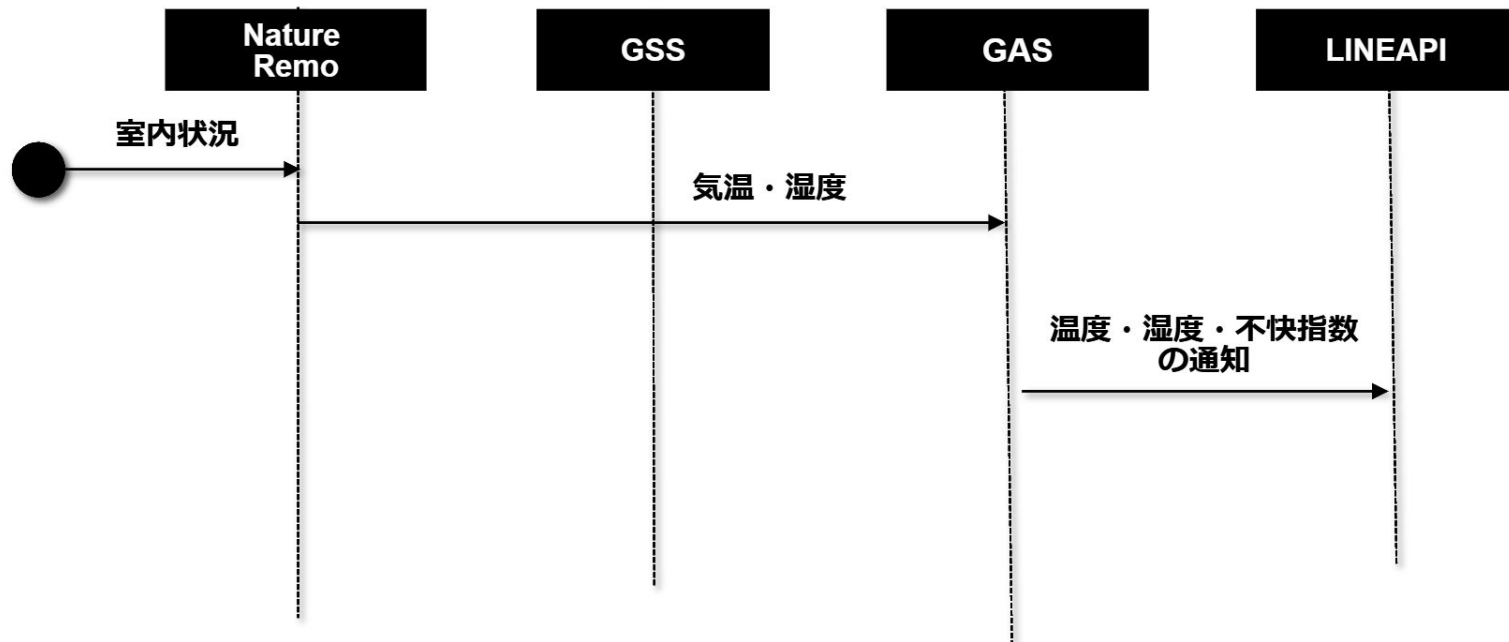 Nature
Remo
GSS
GAS
LINEAPI
室内状況
気温・湿度
温度・湿度・不快指数
の通知